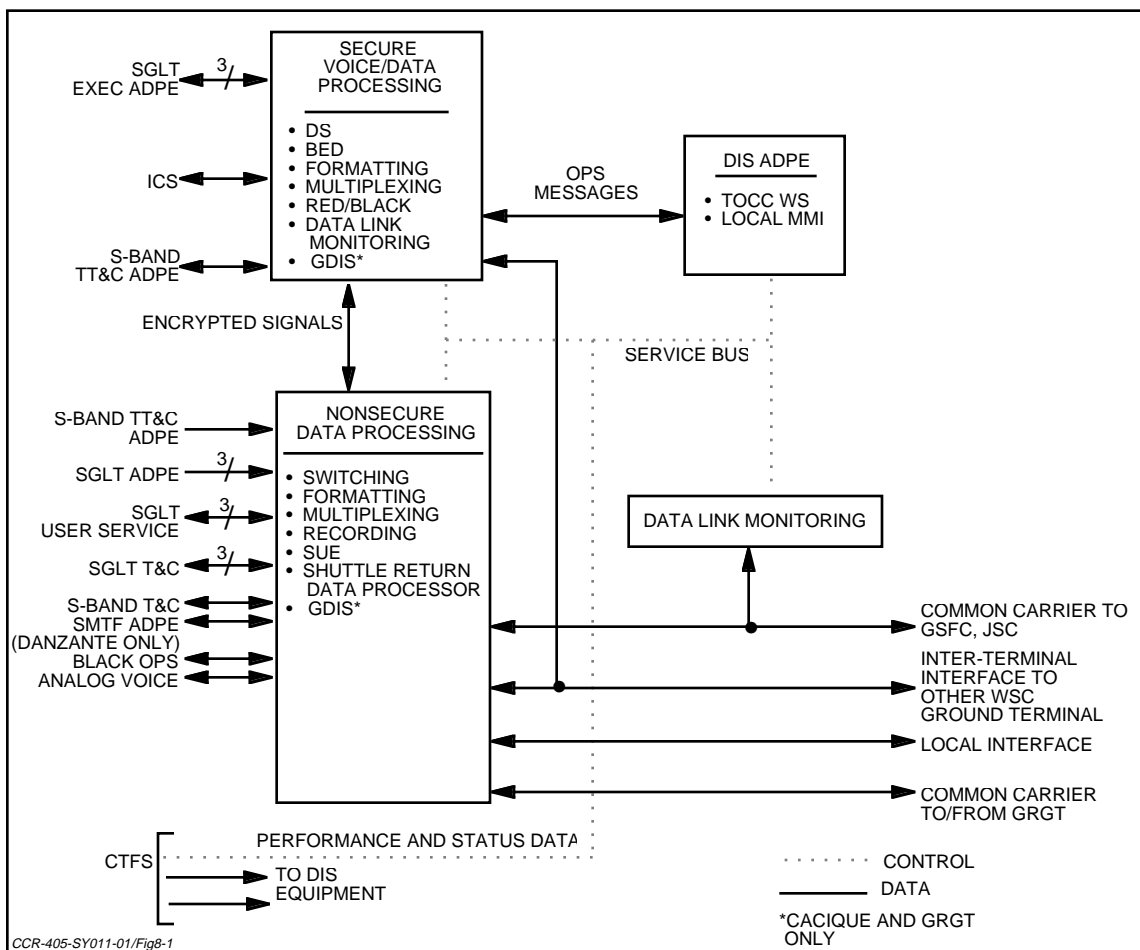 SECURE
VOICE/DATA
PROCESSING
• DS
• BED
• FORMATTING
• MULTIPLEXING
• RED/BLACK
• DATA LINK
MONITORING
• GDIS*
SGLT
EXEC ADPE
3
ICS
S-BAND
TT&C ADPE
OPS
MESSAGES
DIS ADPE
• TOCC WS
• LOCAL MMI
ENCRYPTED SIGNALS
SERVICE BUS
NONSECURE
DATA PROCESSING
• SWITCHING
• FORMATTING
• MULTIPLEXING
• RECORDING
• SUE
• SHUTTLE RETURN
DATA PROCESSOR
• GDIS*
S-BAND TT&C
ADPE
SGLT ADPE
3
SGLT
USER SERVICE
3
SGLT T&C
3
S-BAND T&C
SMTF ADPE
(DANZANTE ONLY)
BLACK OPS
ANALOG VOICE
DATA LINK MONITORING
COMMON CARRIER TO
GSFC, JSC
INTER-TERMINAL
INTERFACE TO
OTHER WSC
GROUND TERMINAL
LOCAL INTERFACE
COMMON CARRIER
TO/FROM GRGT
PERFORMANCE AND STATUS DATA
CTFS
TO DIS
EQUIPMENT
CONTROL
DATA
*CACIQUE AND GRGT
ONLY
CCR-405-SY011-01/Fig8-1